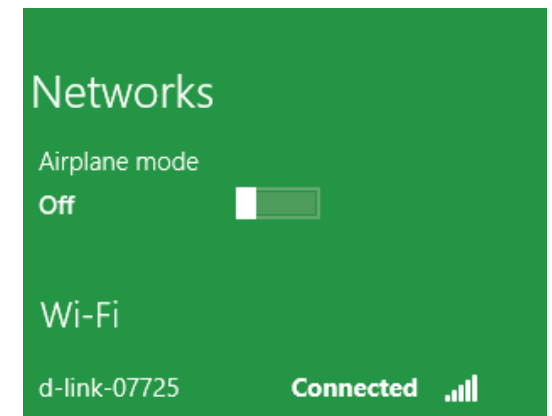 Networks
Airplane mode
Off
Wi-Fi
d-link-07725 Connected